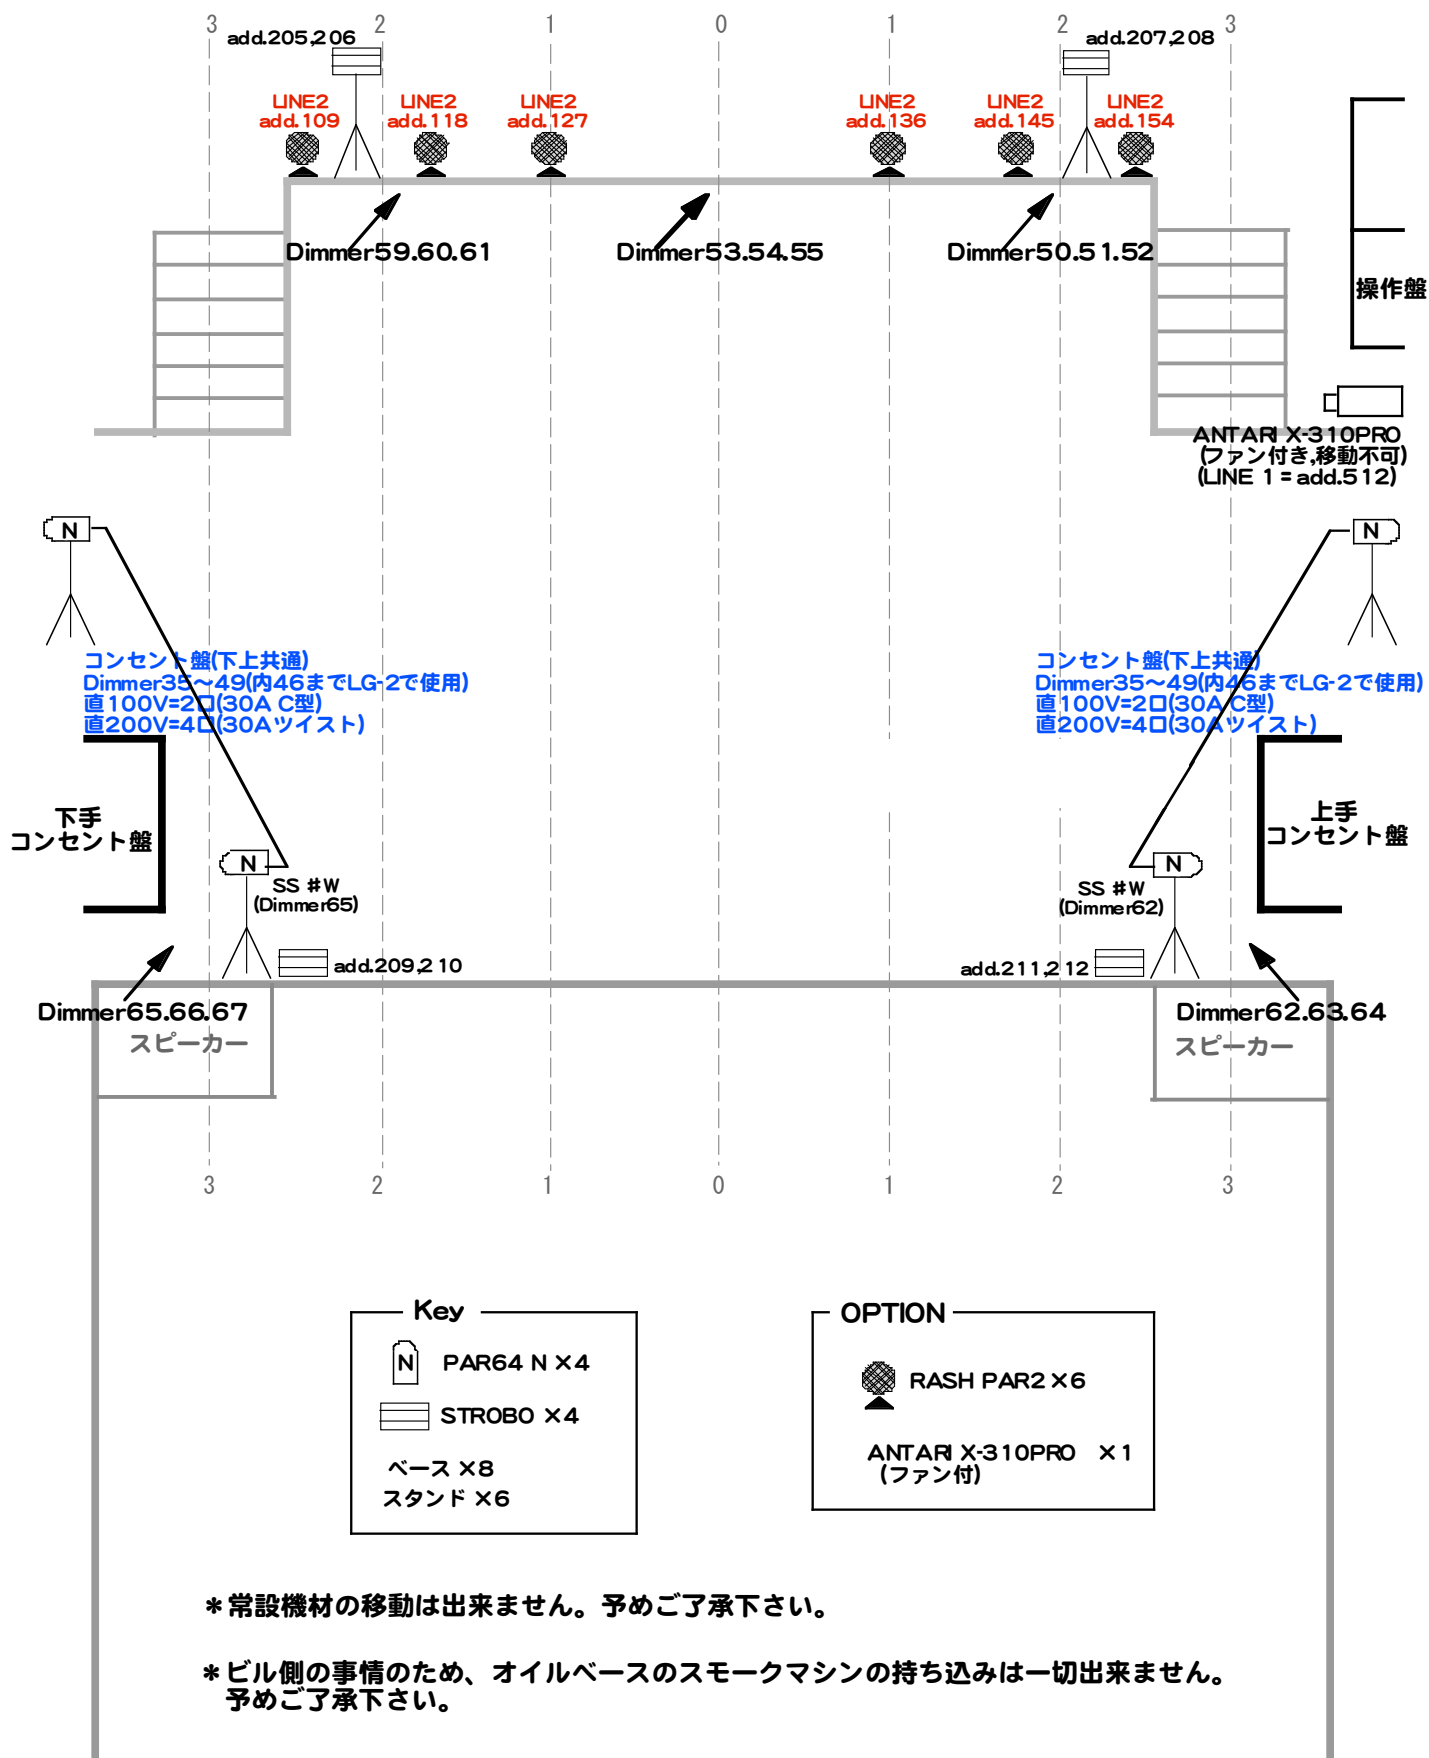 3 2 1 0 1 2 3
add.205,206
add.207,208
LINE2
add.109
LINE2
add.118
LINE2
add.127
LINE2
add.136
LINE2
add.145
LINE2
add.154
Dimmer59.60.61
Dimmer53.54.55
Dimmer50.51.52
操作盤
ANTARI X-310PRO
(ファン付き,移動不可)
(LINE 1=add.512)
N
N
コンセント盤(下上共通)
Dimmer35～49(内46までLG-2で使用)
直100V=2口(30A C型)
直200V=4口(30Aツイスト)
コンセント盤(下上共通)
Dimmer35～49(内46までLG-2で使用)
直100V=2口(30A C型)
直200V=4口(30Aツイスト)
下手
コンセント盤
上手
コンセント盤
N
SS #W
(Dimmer65)
N
SS #W
(Dimmer62)
add.209,210
add.211,212
Dimmer65.66.67
Dimmer62.63.64
スピーカー
スピーカー
3 2 1 0 1 2 3
Key
N PAR64 N ×4
STROBO ×4
ベース ×8
スタンド ×6
OPTION
RASH PAR2 ×6
ANTARI X-310PRO ×1
(ファン付)
＊常設機材の移動は出来ません。予めご了承下さい。
＊ビル側の事情のため、オイルベースのスモークマシンの持ち込みは一切出来ません。
予めご了承下さい。